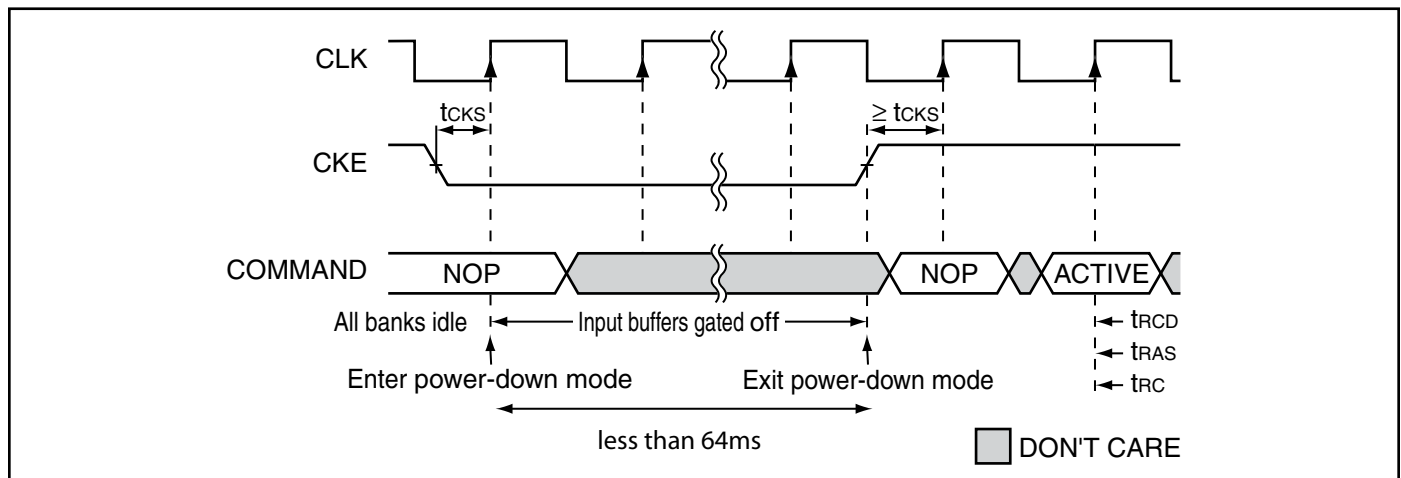 CLK
tCKS
≥ tCKS
CKE
COMMAND
NOP
NOP
ACTIVE
All banks idle
Input buffers gated off
tRCD
tRAS
Enter power-down mode
Exit power-down mode
tRC
less than 64ms
DON'T CARE